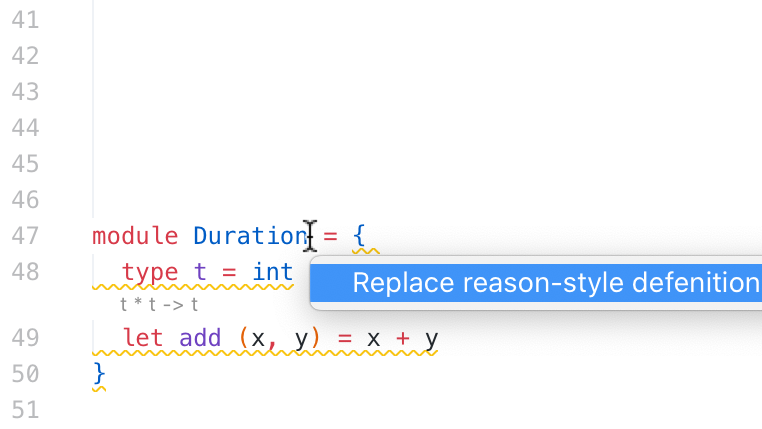 41
42
43
44
45
46
47 module Duration = {
48 type t = int
Replace reason-style defenition
t * t -> t
49 let add (x, y) = x + y
50 }
51